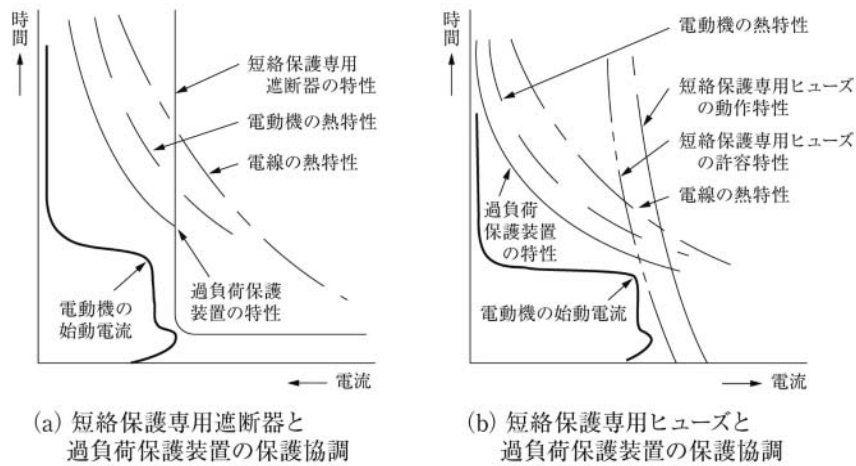 時間
短絡保護専用
遮断器の特性
電動機の熱特性
電線の熱特性
電動機の
始動電流
過負荷保護
装置の特性
電流
(a) 短絡保護専用遮断器と
過負荷保護装置の保護協調
時間
電動機の熱特性
短絡保護専用ヒューズ
の動作特性
短絡保護専用ヒューズ
の許容特性
電線の熱特性
過負荷
保護装置
の特性
電動機の始動電流
電流
(b) 短絡保護専用ヒューズと
過負荷保護装置の保護協調